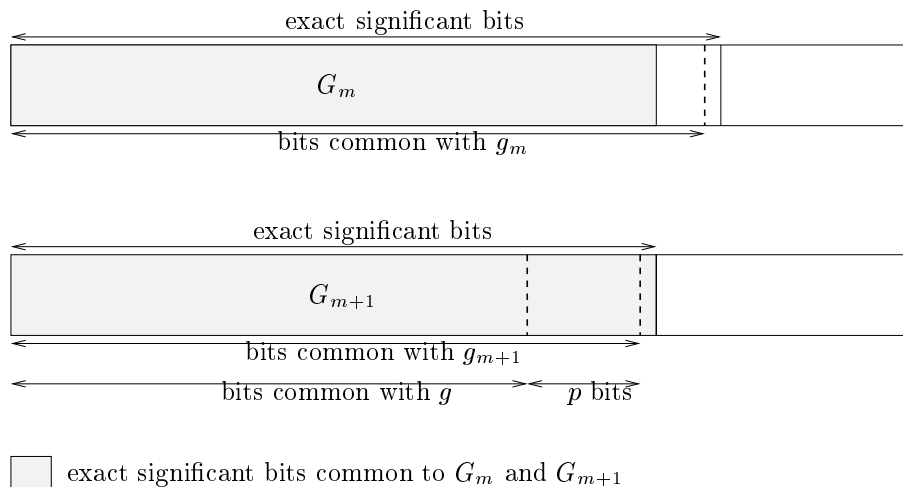 exact significant bits
G_m
bits common with g_m
exact significant bits
G_{m+1}
bits common with g_{m+1}
bits common with g
p bits
exact significant bits common to G_m and G_{m+1}